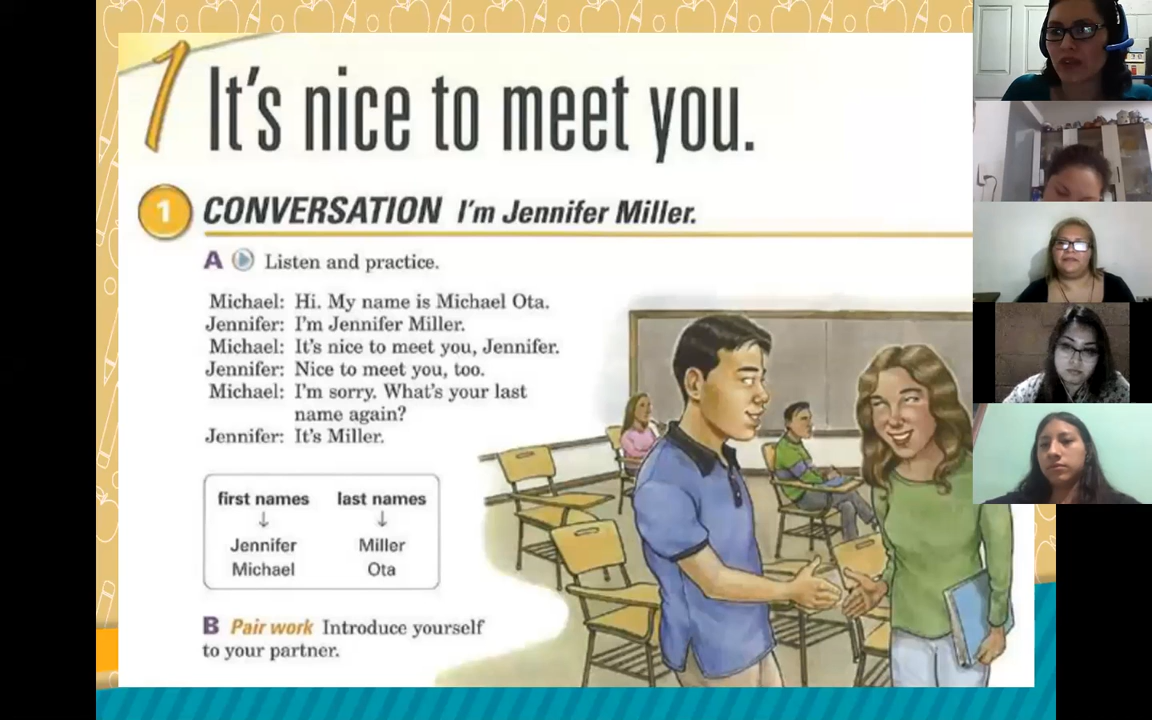 1 It's nice to meet you.
1 CONVERSATION I'm Jennifer Miller.
A Listen and practice.
Michael: Hi. My name is Michael Ota.
Jennifer: I'm Jennifer Miller.
Michael: It's nice to meet you, Jennifer.
Jennifer: Nice to meet you, too.
Michael: I'm sorry. What's your last
name again?
Jennifer: It's Miller.
first names last names
↓ ↓
Jennifer Miller
Michael Ota
B Pair work Introduce yourself
to your partner.